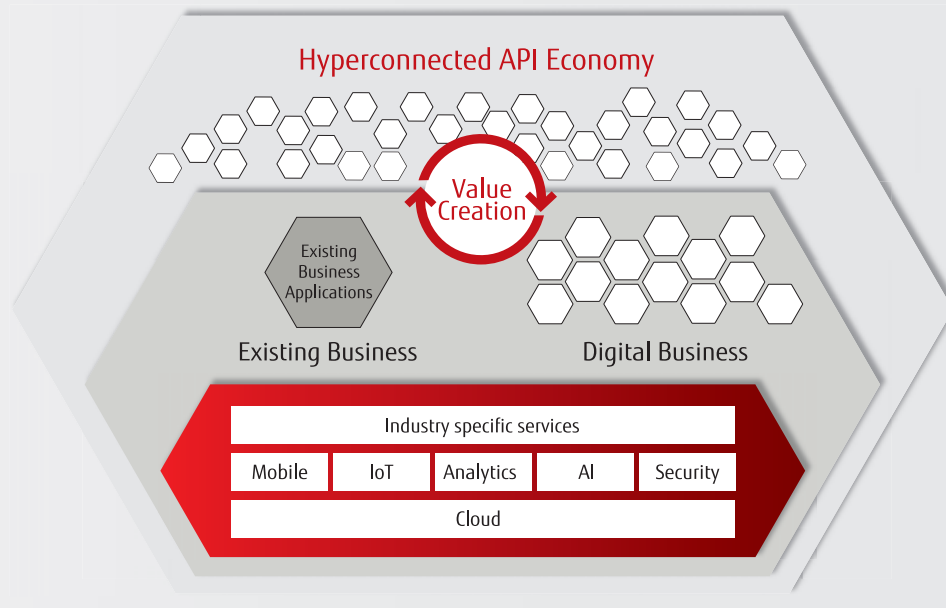 Hyperconnected API Economy
Value
Creation
Existing
Business
Applications
Existing Business
Digital Business
Industry specific services
Mobile
IoT
Analytics
AI
Security
Cloud